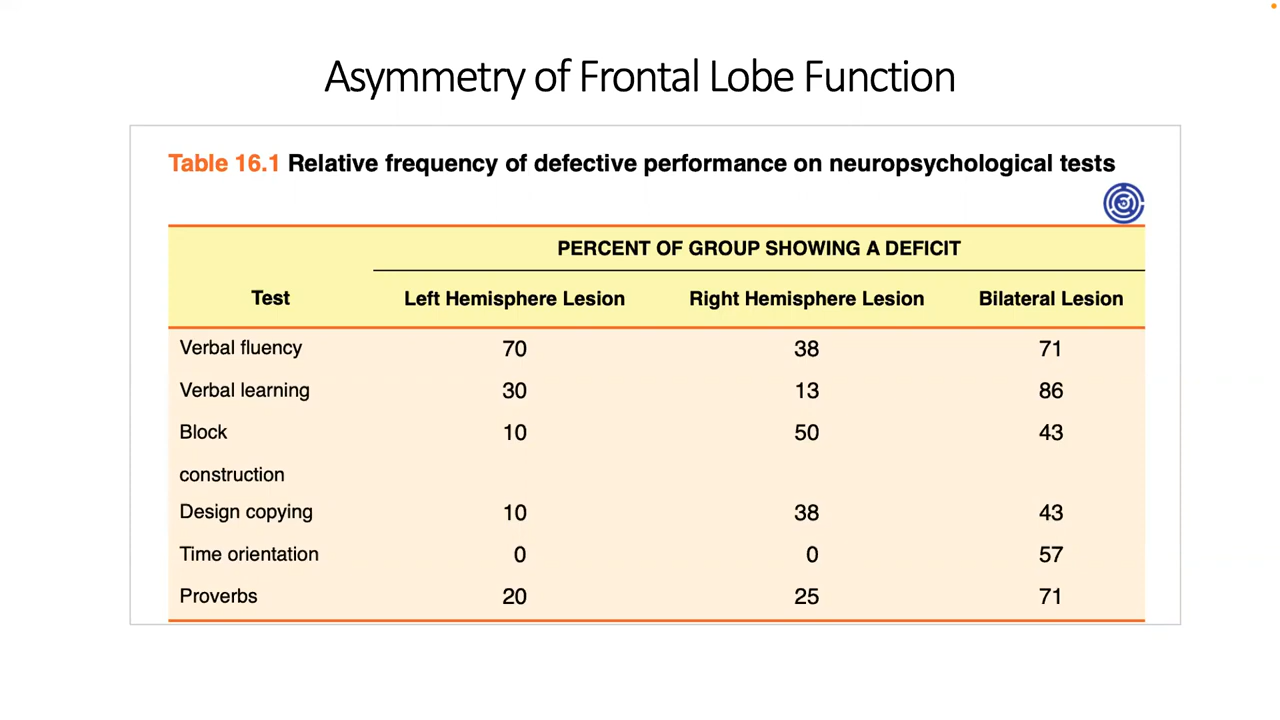 Asymmetry of Frontal Lobe Function
Table 16.1 Relative frequency of defective performance on neuropsychological tests
PERCENT OF GROUP SHOWING A DEFICIT
Test Left Hemisphere Lesion Right Hemisphere Lesion Bilateral Lesion
Verbal fluency 70 38 71
Verbal learning 30 13 86
Block 10 50 43
construction
Design copying 10 38 43
Time orientation 0 0 57
Proverbs 20 25 71